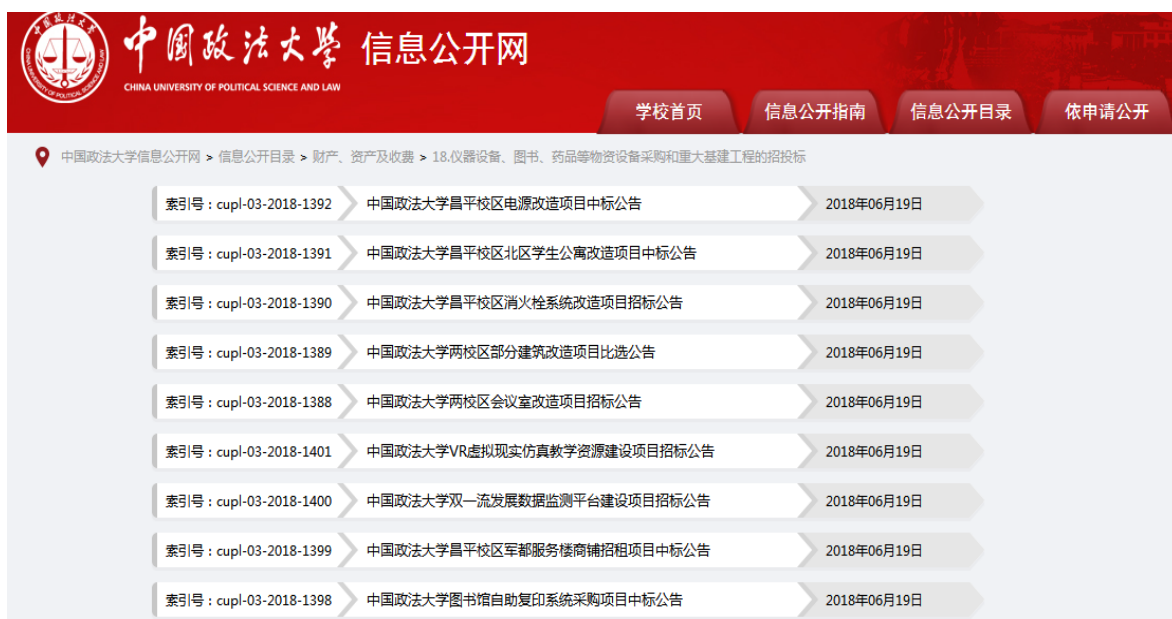 中国政法大学 信息公开网
CHINA UNIVERSITY OF POLITICAL SCIENCE AND LAW
学校首页 信息公开指南 信息公开目录 依申请公开
中国政法大学信息公开网 > 信息公开目录 > 财产、资产及收费 > 18.仪器设备、图书、药品等物资设备采购和重大基建工程的招投标
索引号：cupl-03-2018-1392 中国政法大学昌平校区电源改造项目中标公告 2018年06月19日
索引号：cupl-03-2018-1391 中国政法大学昌平校区北区学生公寓改造项目中标公告 2018年06月19日
索引号：cupl-03-2018-1390 中国政法大学昌平校区消火栓系统改造项目招标公告 2018年06月19日
索引号：cupl-03-2018-1389 中国政法大学两校区部分建筑改造项目比选公告 2018年06月19日
索引号：cupl-03-2018-1388 中国政法大学两校区会议室改造项目招标公告 2018年06月19日
索引号：cupl-03-2018-1401 中国政法大学VR虚拟现实仿真教学资源建设项目招标公告 2018年06月19日
索引号：cupl-03-2018-1400 中国政法大学双一流发展数据监测平台建设项目招标公告 2018年06月19日
索引号：cupl-03-2018-1399 中国政法大学昌平校区军都服务楼商铺招租项目中标公告 2018年06月19日
索引号：cupl-03-2018-1398 中国政法大学图书馆自助复印系统采购项目中标公告 2018年06月19日